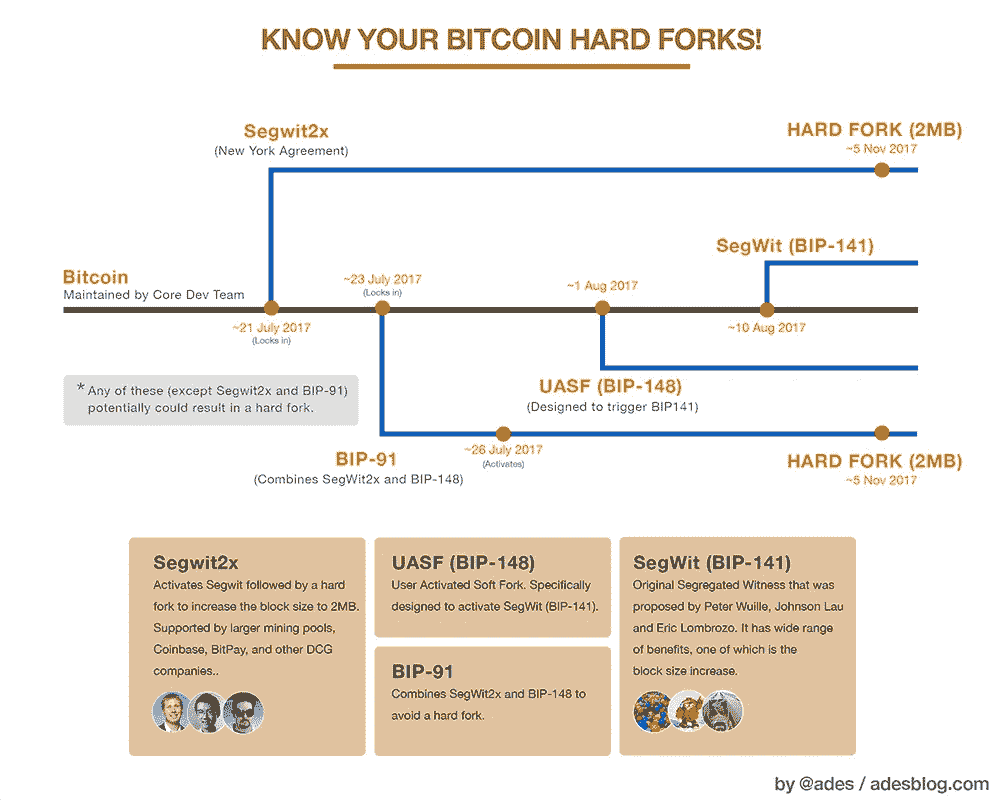 KNOW YOUR BITCOIN HARD FORKS!
Segwit2x
(New York Agreement)
HARD FORK (2MB)
~5 Nov 2017
SegWit (BIP-141)
Bitcoin
Maintained by Core Dev Team
~23 July 2017
(Locks in)
~1 Aug 2017
~21 July 2017
(Locks in)
~10 Aug 2017
* Any of these (except Segwit2x and BIP-91)
potentially could result in a hard fork.
UASF (BIP-148)
(Designed to trigger BIP141)
BIP-91
(Combines SegWit2x and BIP-148)
~26 July 2017
(Activates)
HARD FORK (2MB)
~5 Nov 2017
Segwit2x
Activates Segwit followed by a hard
fork to increase the block size to 2MB.
Supported by larger mining pools,
Coinbase, BitPay, and other DCG
companies..
UASF (BIP-148)
User Activated Soft Fork. Specifically
designed to activate SegWit (BIP-141).
BIP-91
Combines SegWit2x and BIP-148 to
avoid a hard fork.
SegWit (BIP-141)
Original Segregated Witness that was
proposed by Peter Wuille, Johnson Lau
and Eric Lombrozo. It has wide range
of benefits, one of which is the
block size increase.
by @ades / adesblog.com